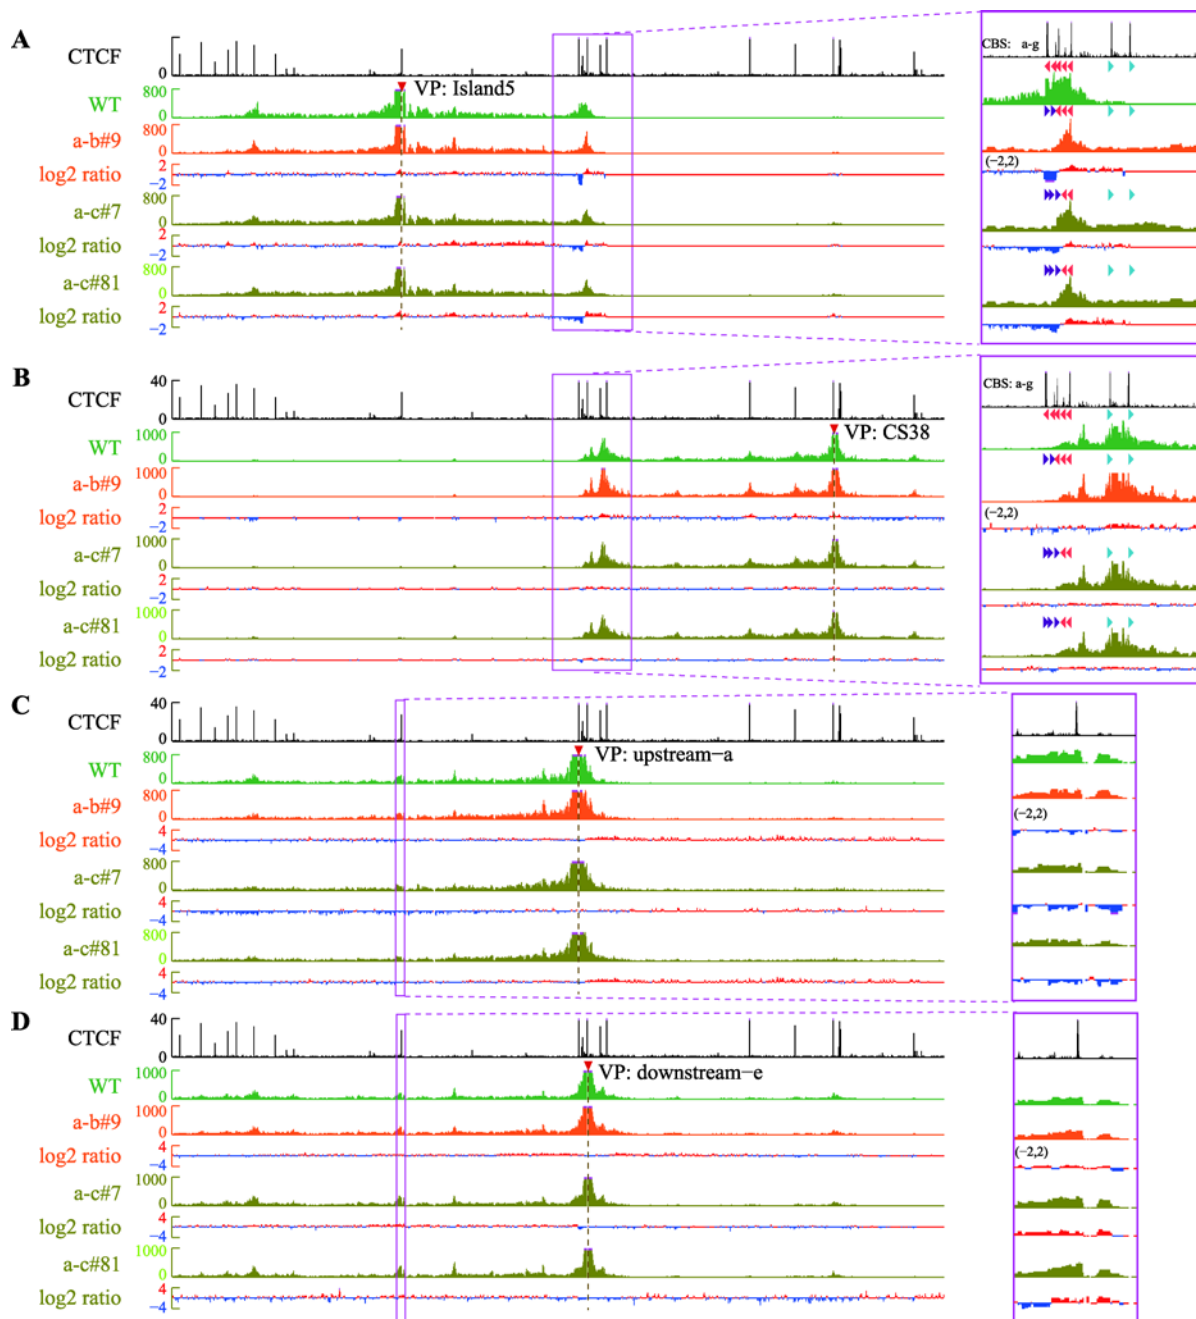 A
CTCF
0
CBS: a-g
WT
800
0
VP: Island5
a-b#9
800
0
log2 ratio
2
−2
(−2,2)
a-c#7
800
0
log2 ratio
2
−2
a-c#81
800
0
log2 ratio
2
−2
B
CTCF
40
0
CBS: a-g
WT
1000
0
VP: CS38
a-b#9
1000
0
log2 ratio
2
−2
(−2,2)
a-c#7
1000
0
log2 ratio
2
−2
a-c#81
1000
0
log2 ratio
2
−2
C
CTCF
40
0
WT
800
0
VP: upstream−a
a-b#9
800
0
log2 ratio
4
−4
(−2,2)
a-c#7
800
0
log2 ratio
4
−4
a-c#81
800
0
log2 ratio
4
−4
D
CTCF
40
0
WT
1000
0
VP: downstream−e
a-b#9
1000
0
log2 ratio
4
−4
(−2,2)
a-c#7
1000
0
log2 ratio
4
−4
a-c#81
1000
0
log2 ratio
4
−4